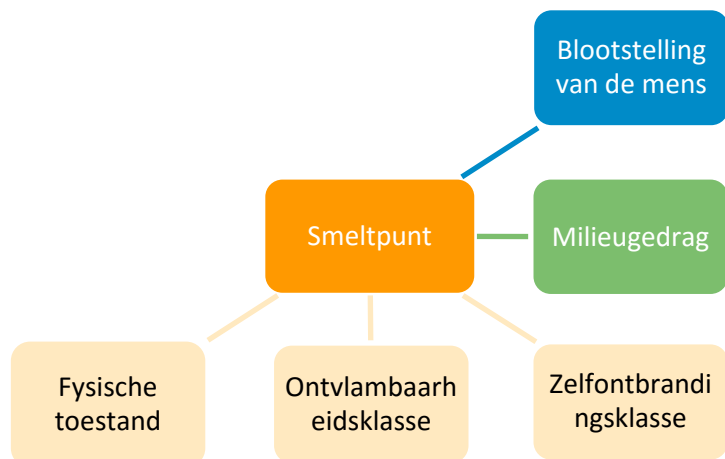 Blootstelling
van de mens
Smeltpunt
Milieugedrag
Fysische
toestand
Ontvlambaarh
eidsklasse
Zelfontbrandi
ngsklasse